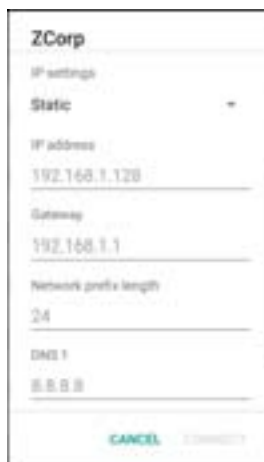 ZCorp
IP settings
Static
IP address
192.168.1.128
Gateway
192.168.1.1
Network prefix length
24
DNS 1
8.8.8.8
CANCEL CONNECT